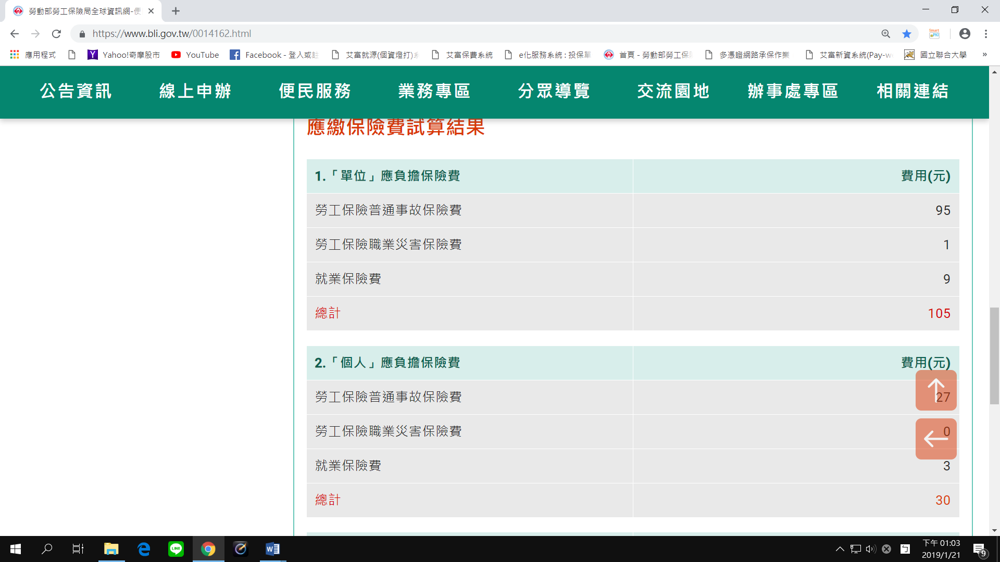 勞動部勞工保險局全球資訊網-便
https://www.bli.gov.tw/0014162.html
Smart
ePKI
應用程式
Yahoo!奇摩股市
YouTube
Facebook - 登入或註
艾富就源(個資燈打)系
艾富保費系統
e化服務系統 : 投保單
首頁 - 勞動部勞工保險
多憑證網路承保作業
艾富新資系統(Pay-w
國立聯合大學
»
公告資訊 線上申辦 便民服務 業務專區 分眾導覽 交流園地 辦事處專區 相關連結
應繳保險費試算結果
1.「單位」應負擔保險費 費用(元)
勞工保險普通事故保險費 95
勞工保險職業災害保險費 1
就業保險費 9
總計 105
2.「個人」應負擔保險費 費用(元)
勞工保險普通事故保險費 27
勞工保險職業災害保險費 0
就業保險費 3
總計 30
LINE
下午 01:03
2019/1/21
9